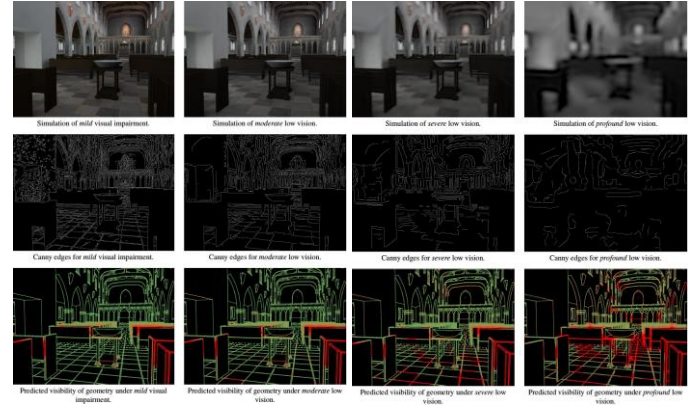 Simulation of mild visual impairment.
Simulation of moderate low vision.
Simulation of severe low vision.
Simulation of profound low vision.
Canny edges for mild visual impairment.
Canny edges for moderate low vision.
Canny edges for severe low vision.
Canny edges for profound low vision.
Predicted visibility of geometry under mild visual
impairment.
Predicted visibility of geometry under moderate low
vision.
Predicted visibility of geometry under severe low
vision.
Predicted visibility of geometry under profound low
vision.